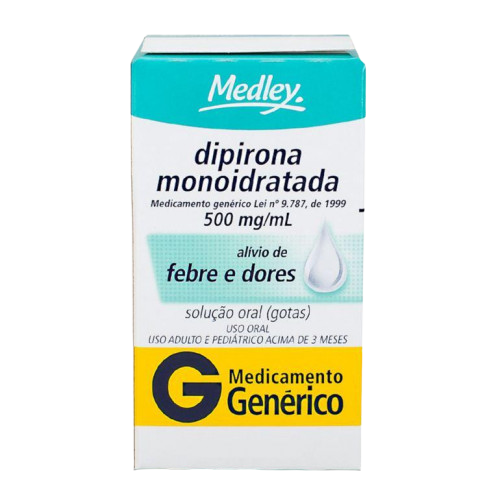 Medley.
dipirona
monoidratada
Medicamento genérico Lei nº 9.787, de 1999
500 mg/mL
alívio de
febre e dores
solução oral (gotas)
USO ORAL
USO ADULTO E PEDIÁTRICO ACIMA DE 3 MESES
G Medicamento
Genérico